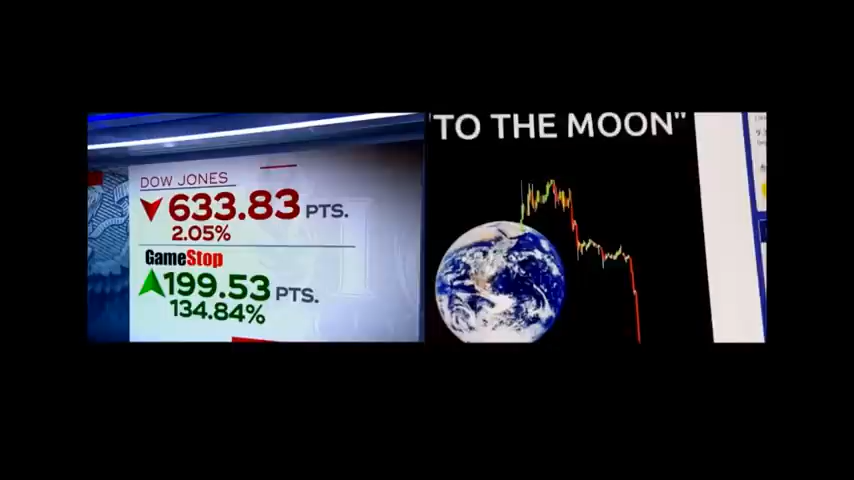 DOW JONES
633.83 PTS.
2.05%
GameStop
199.53 PTS.
134.84%
"TO THE MOON"